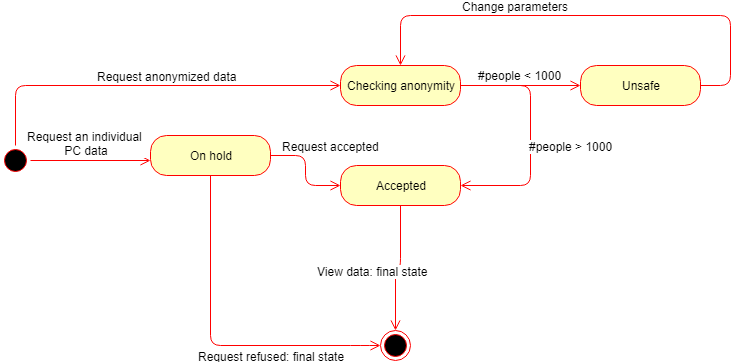 Change parameters
Request anonymized data
Checking anonymity
#people < 1000
Unsafe
Request an individual
PC data
On hold
Request accepted
#people > 1000
Accepted
View data: final state
Request refused: final state